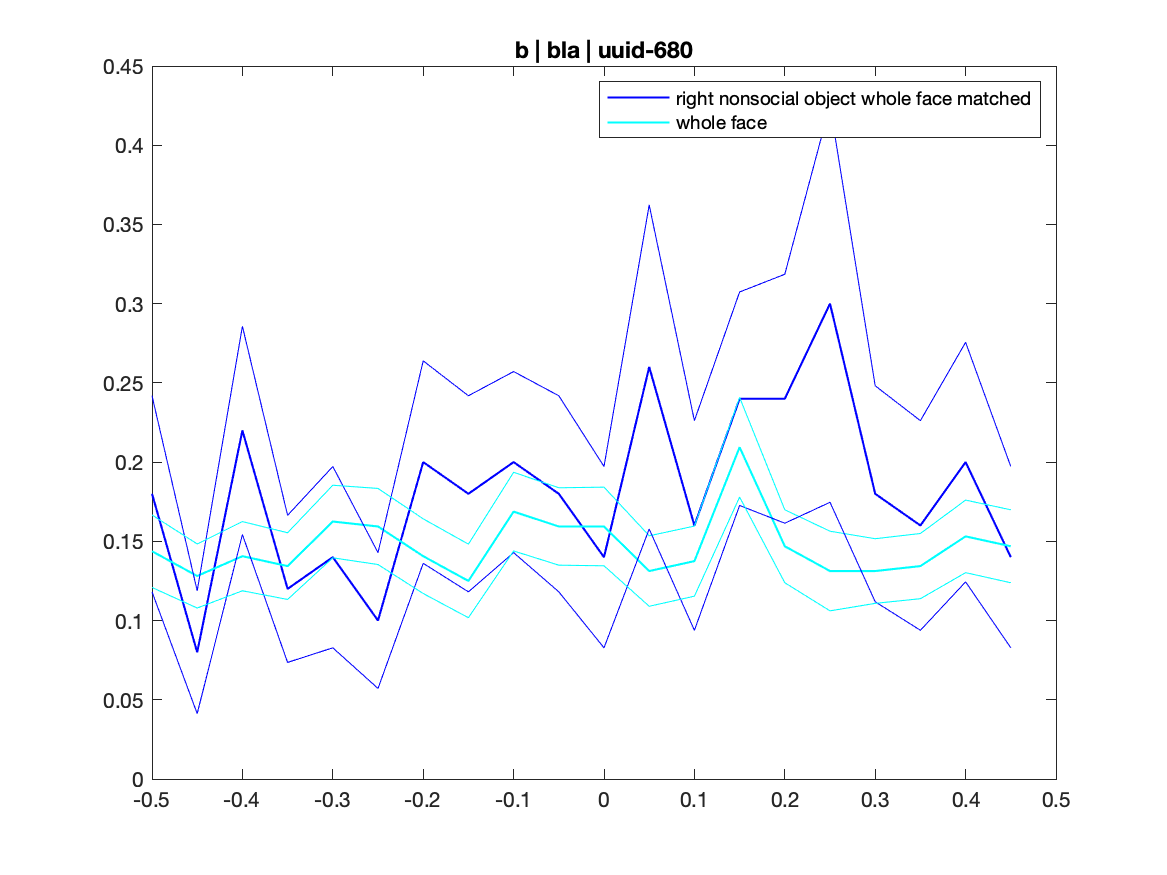 b | bla | uuid-680
right nonsocial object whole face matched
whole face
0.45
0.4
0.35
0.3
0.25
0.2
0.15
0.1
0.05
0
-0.5 -0.4 -0.3 -0.2 -0.1 0 0.1 0.2 0.3 0.4 0.5